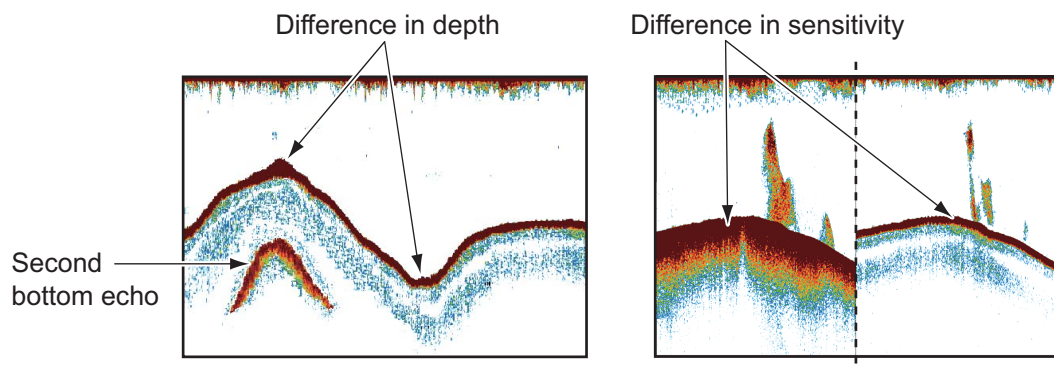 Difference in depth
Difference in sensitivity
Second
bottom echo